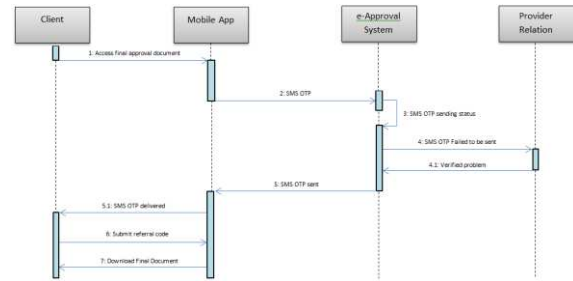 Client
Mobile App
e-Approval
System
Provider
Relation
1: Access final approval document
2: SMS OTP
3: SMS OTP sending status
4: SMS OTP Failed to be sent
4.1: Verified problem
5: SMS OTP sent
5.1: SMS OTP delivered
6: Submit referral code
7: Download Final Document